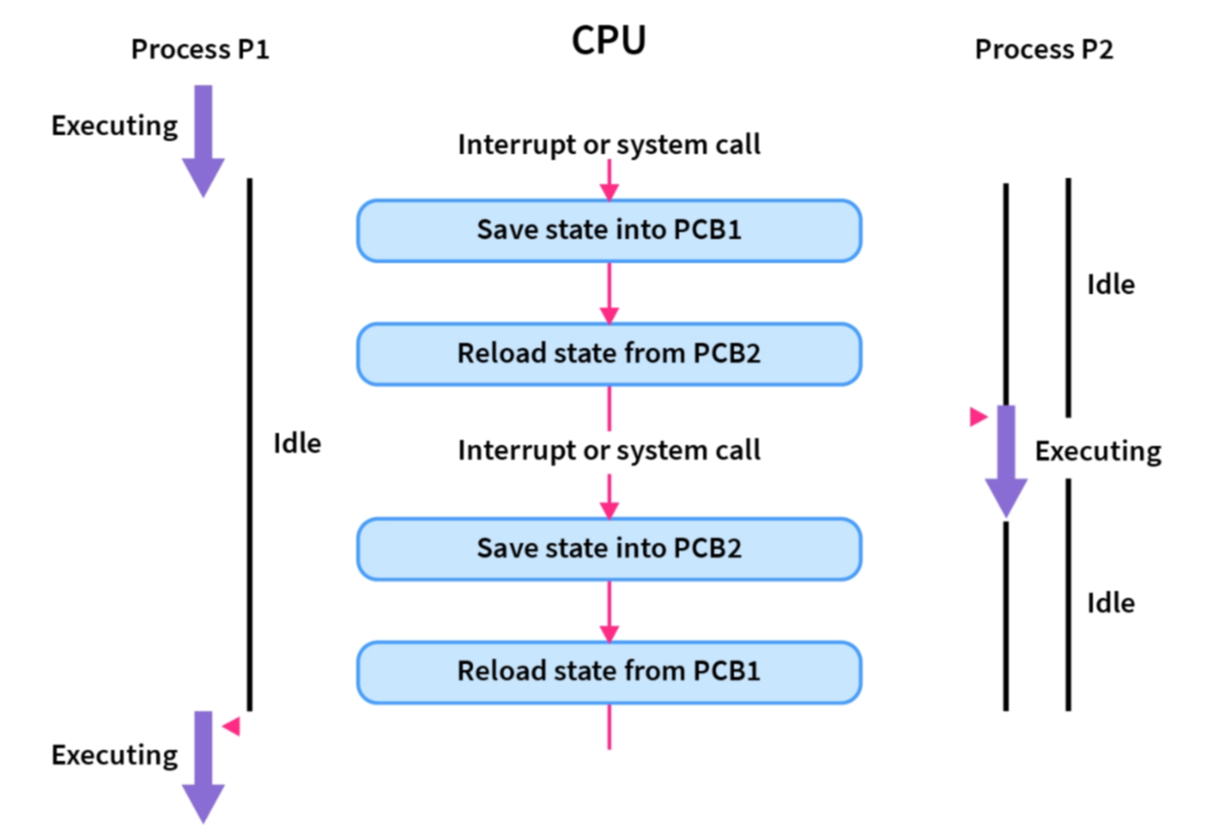 CPU
Process P1
Process P2
Executing
Interrupt or system call
Save state into PCB1
Idle
Reload state from PCB2
Idle
Interrupt or system call
Executing
Save state into PCB2
Idle
Reload state from PCB1
Executing